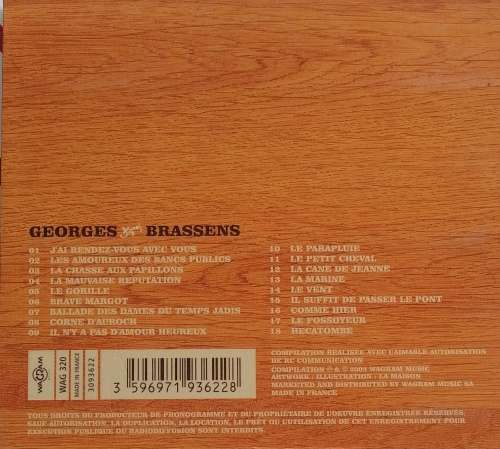 GEORGES BRASSENS
01 J'AI RENDEZ-VOUS AVEC VOUS
02 LES AMOUREUX DES BANCS PUBLICS
03 LA CHASSE AUX PAPILLONS
04 LA MAUVAISE REPUTATION
05 LE GORILLE
06 BRAVE MARGOT
07 BALLADE DES DAMES DU TEMPS JADIS
08 CORNE D'AUROCH
09 IL N'Y A PAS D'AMOUR HEUREUX
10 LE PARAPLUIE
11 LE PETIT CHEVAL
12 LA CANE DE JEANNE
13 LA MARINE
14 LE VENT
15 IL SUFFIT DE PASSER LE PONT
16 COMME HIER
17 LE FOSSOYEUR
18 HECATOMBE
WAGRAM
WAG 320
MADE IN FRANCE
3093622
3 596971 936228
COMPILATION REALISEE AVEC L'AIMABLE AUTORISATION
DE RC COMMUNICATION
COMPILATION ℗ & © 2003 WAGRAM MUSIC
ARTWORK / ILLUSTRATION : LA MAISON
MARKETED AND DISTRIBUTED BY WAGRAM MUSIC SA
MADE IN FRANCE
TOUS DROITS DU PRODUCTEUR DE PHONOGRAMME ET DU PROPRIÉTAIRE DE L'OEUVRE ENREGISTRÉE RÉSERVÉS.
SAUF AUTORISATION, LA DUPLICATION, LA LOCATION, LE PRÊT OU L'UTILISATION DE CET ENREGISTREMENT POUR
EXÉCUTION PUBLIQUE OU RADIODIFFUSION SONT INTERDITS.